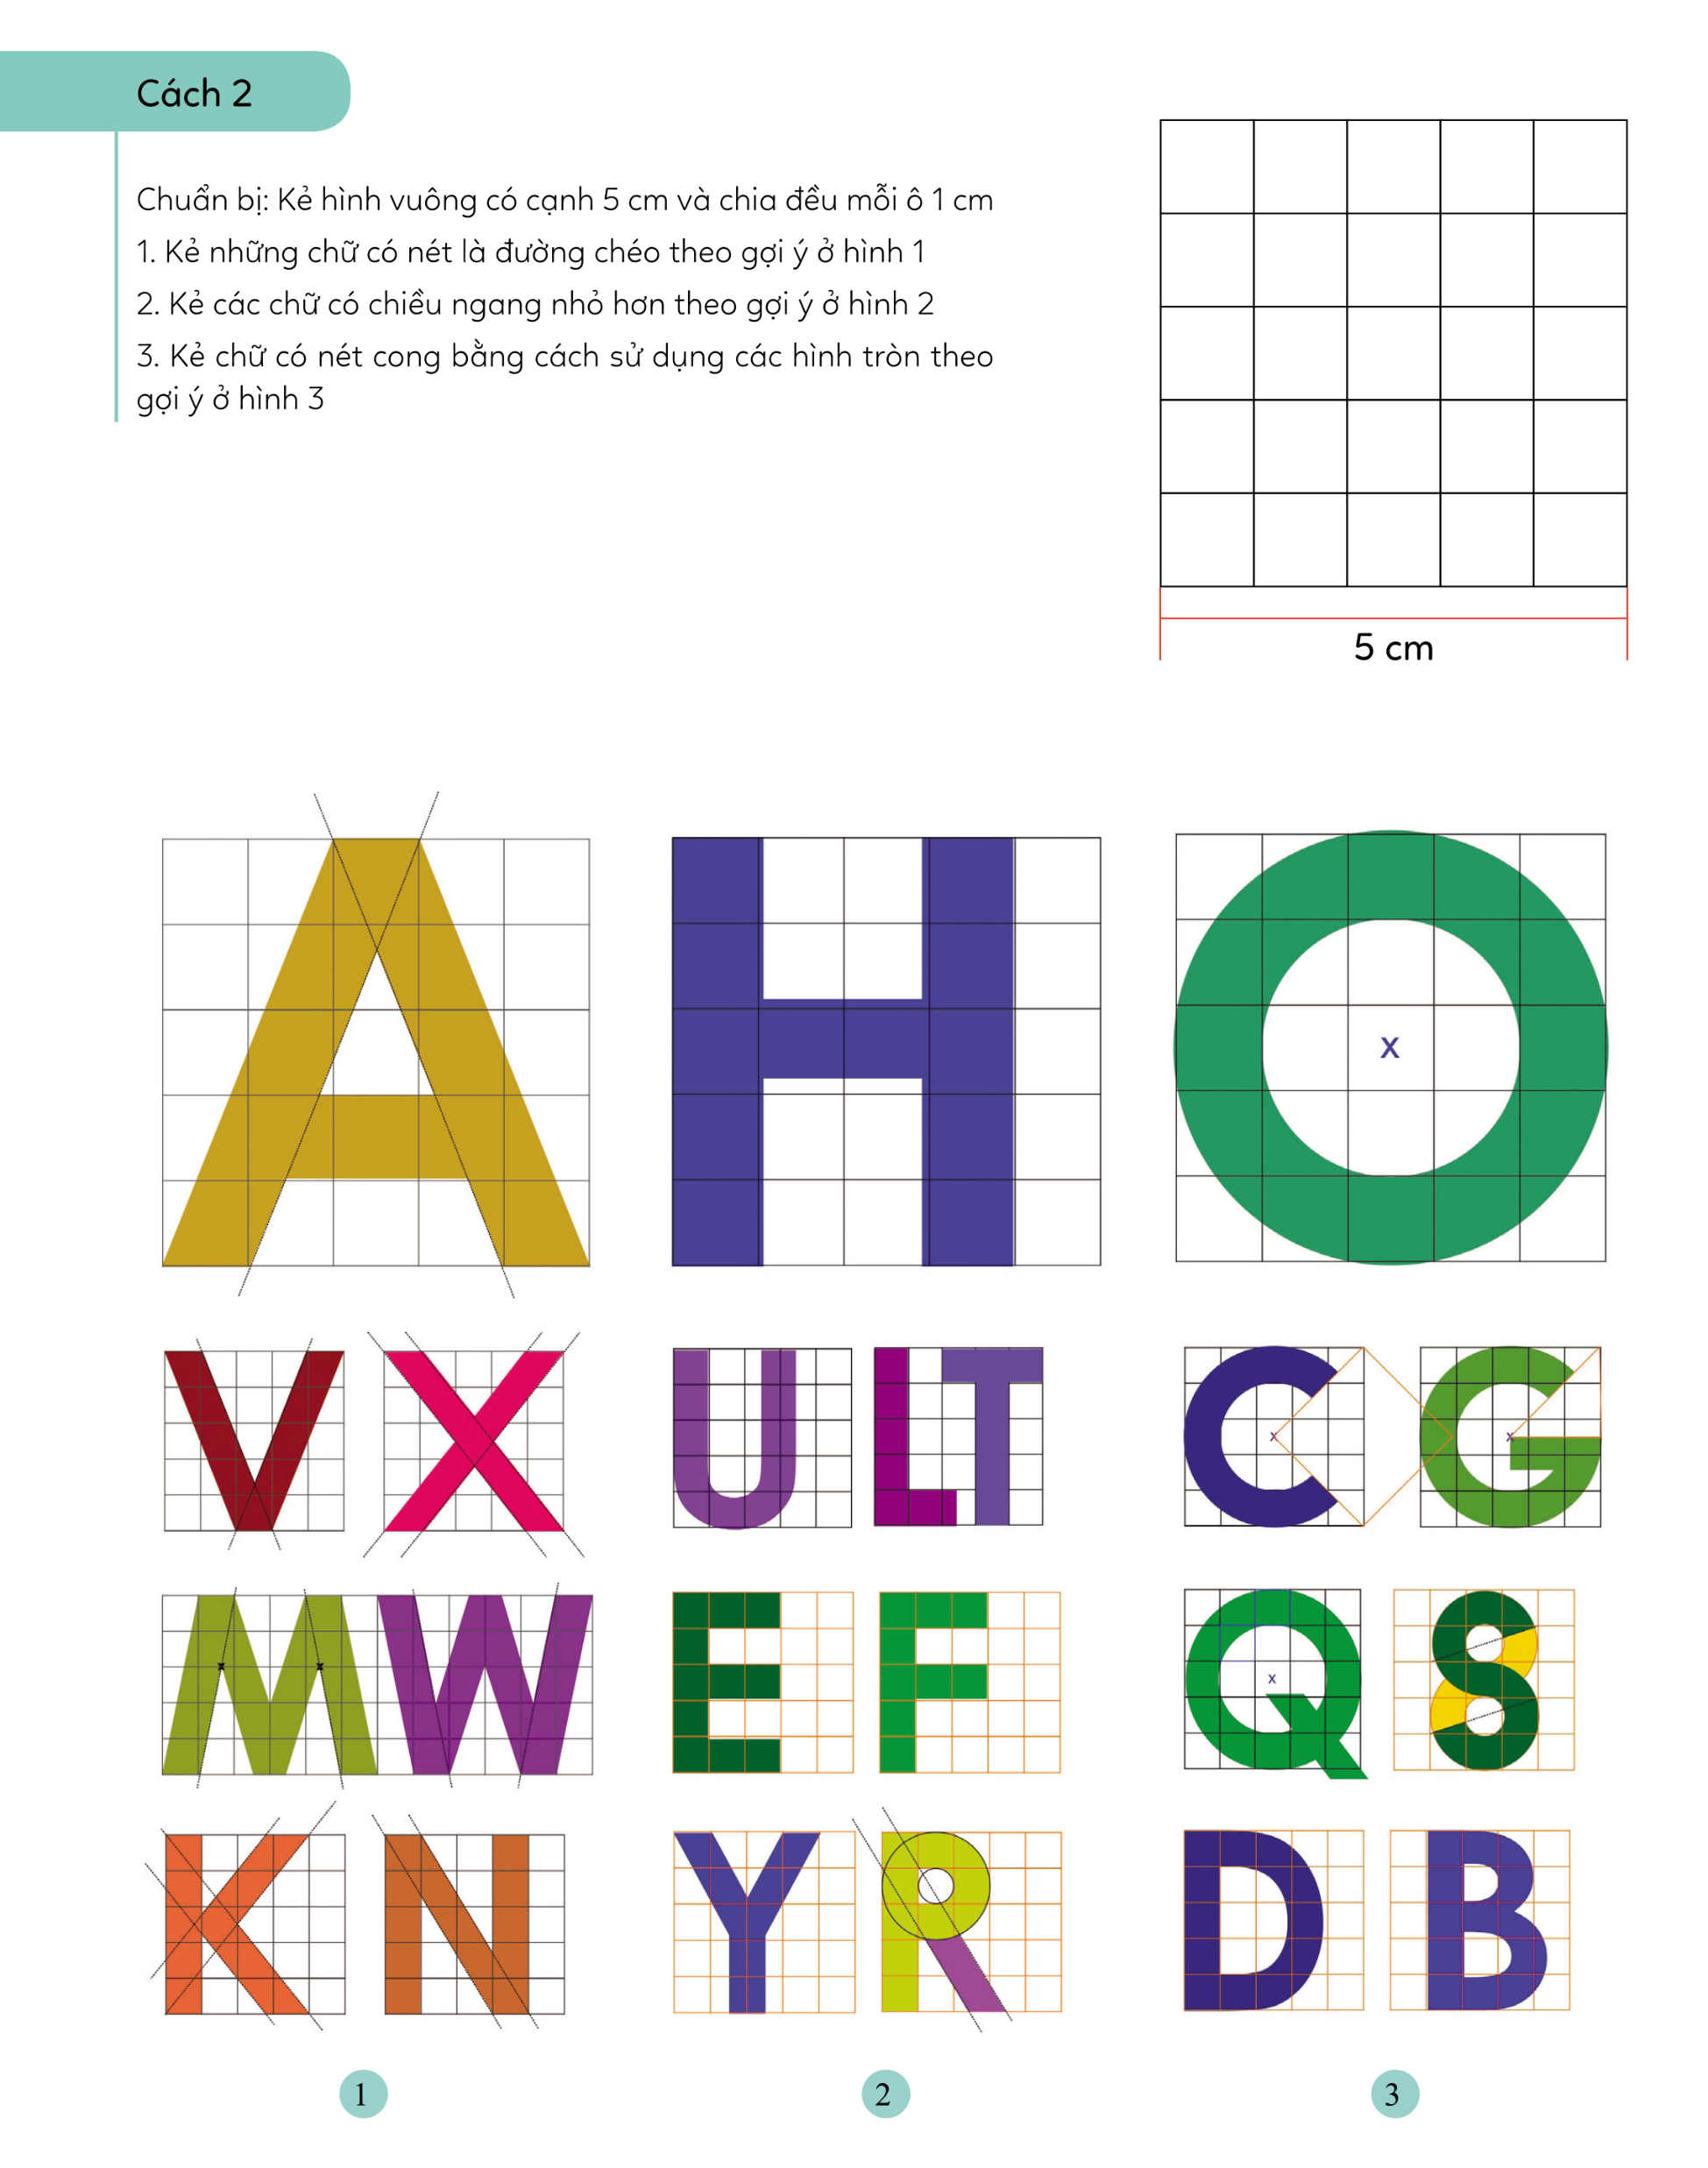 Cách 2
Chuẩn bị: Kẻ hình vuông có cạnh 5 cm và chia đều mỗi ô 1 cm
1. Kẻ những chữ có nét là đường chéo theo gợi ý ở hình 1
2. Kẻ các chữ có chiều ngang nhỏ hơn theo gợi ý ở hình 2
3. Kẻ chữ có nét cong bằng cách sử dụng các hình tròn theo
gợi ý ở hình 3
5 cm
A H O
x
V X U L T C G
x x
M W E F Q S
x x x
K N Y R D B
1 2 3